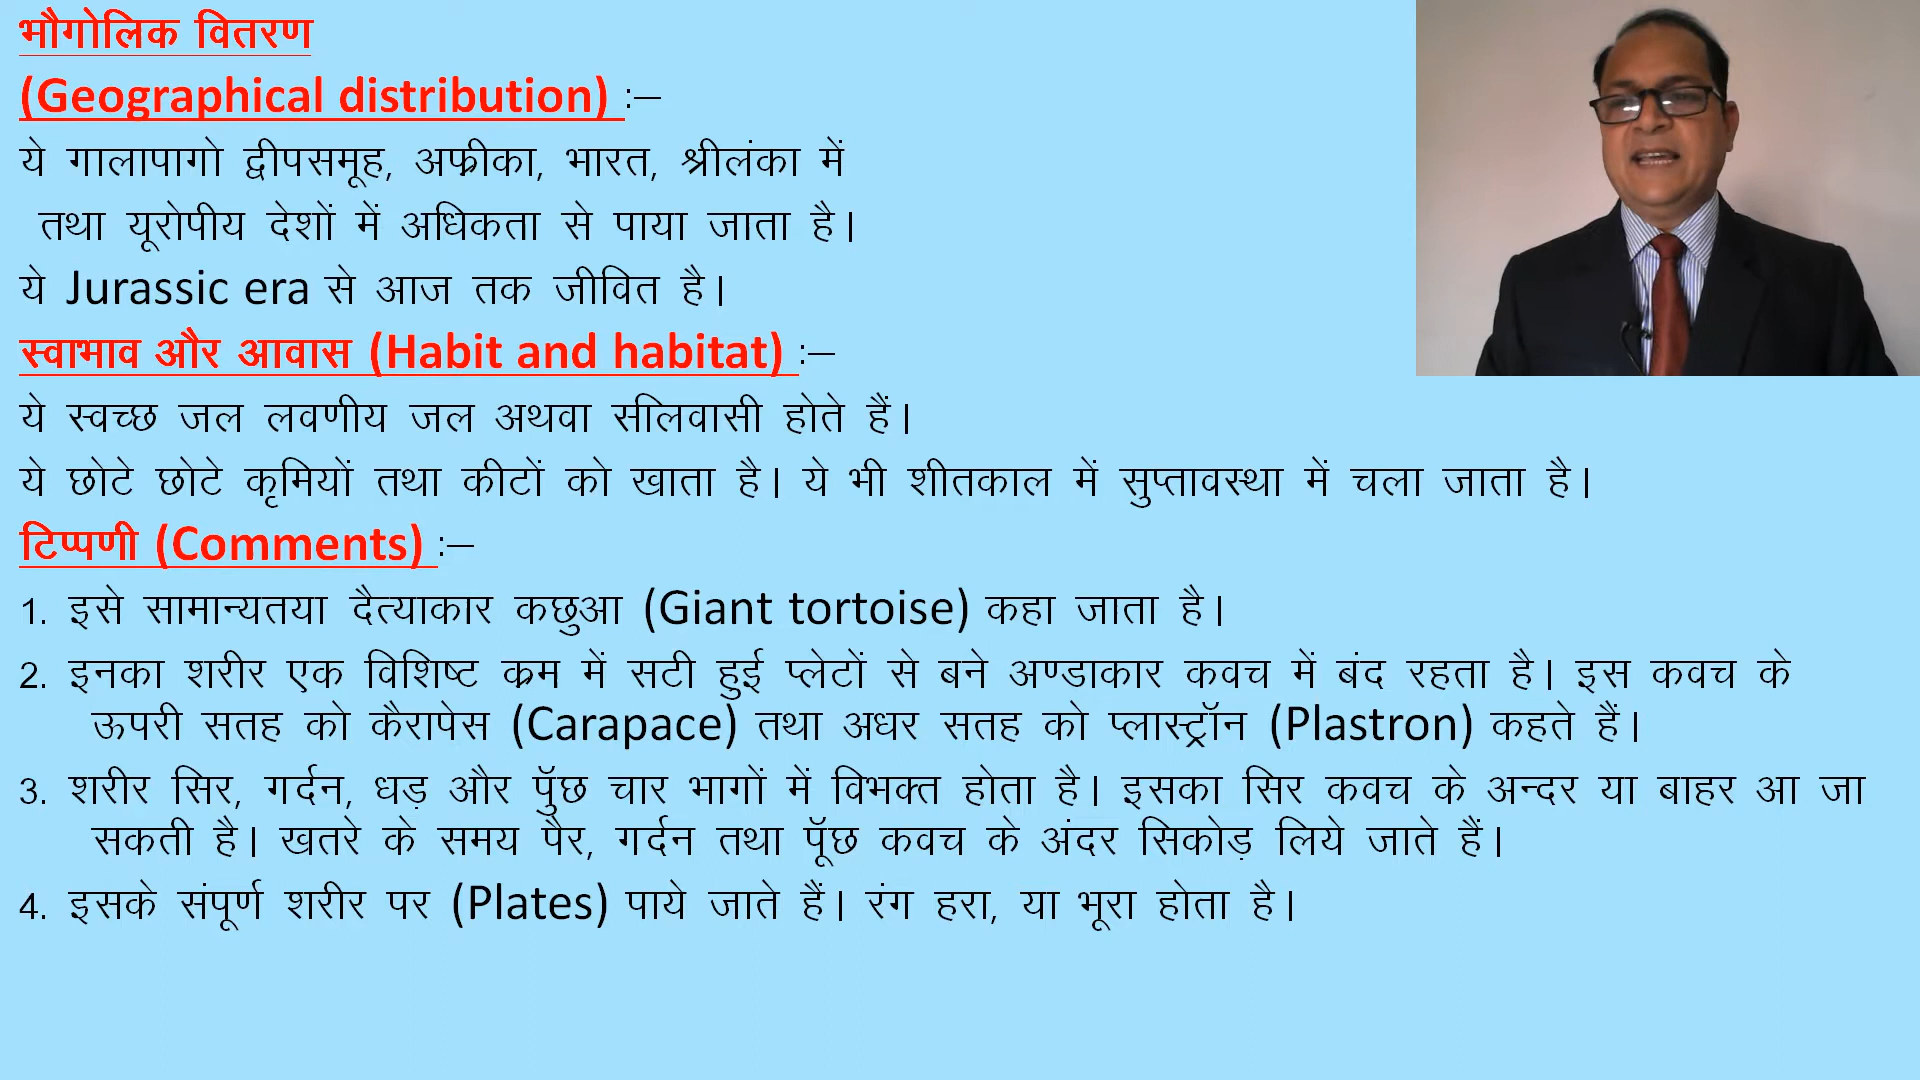 भौगोलिक वितरण
(Geographical distribution) :–
ये गालापागो द्वीपसमूह, अफ्रीका, भारत, श्रीलंका में
तथा यूरोपीय देशों में अधिकता से पाया जाता है।
ये Jurassic era से आज तक जीवित है।
स्वाभाव और आवास (Habit and habitat) :–
ये स्वच्छ जल लवणीय जल अथवा सलिवासी होते हैं।
ये छोटे छोटे कृमियों तथा कीटों को खाता है। ये भी शीतकाल में सुप्तावस्था में चला जाता है।
टिप्पणी (Comments) :–
1. इसे सामान्यतया दैत्याकार कछुआ (Giant tortoise) कहा जाता है।
2. इनका शरीर एक विशिष्ट क्रम में सटी हुई प्लेटों से बने अण्डाकार कवच में बंद रहता है। इस कवच के
ऊपरी सतह को कैरापेस (Carapace) तथा अधर सतह को प्लास्ट्रॉन (Plastron) कहते हैं।
3. शरीर सिर, गर्दन, धड़ और पुॅछ चार भागों में विभक्त होता है। इसका सिर कवच के अन्दर या बाहर आ जा
सकती है। खतरे के समय पैर, गर्दन तथा पूॅछ कवच के अंदर सिकोड़ लिये जाते हैं।
4. इसके संपूर्ण शरीर पर (Plates) पाये जाते हैं। रंग हरा, या भूरा होता है।